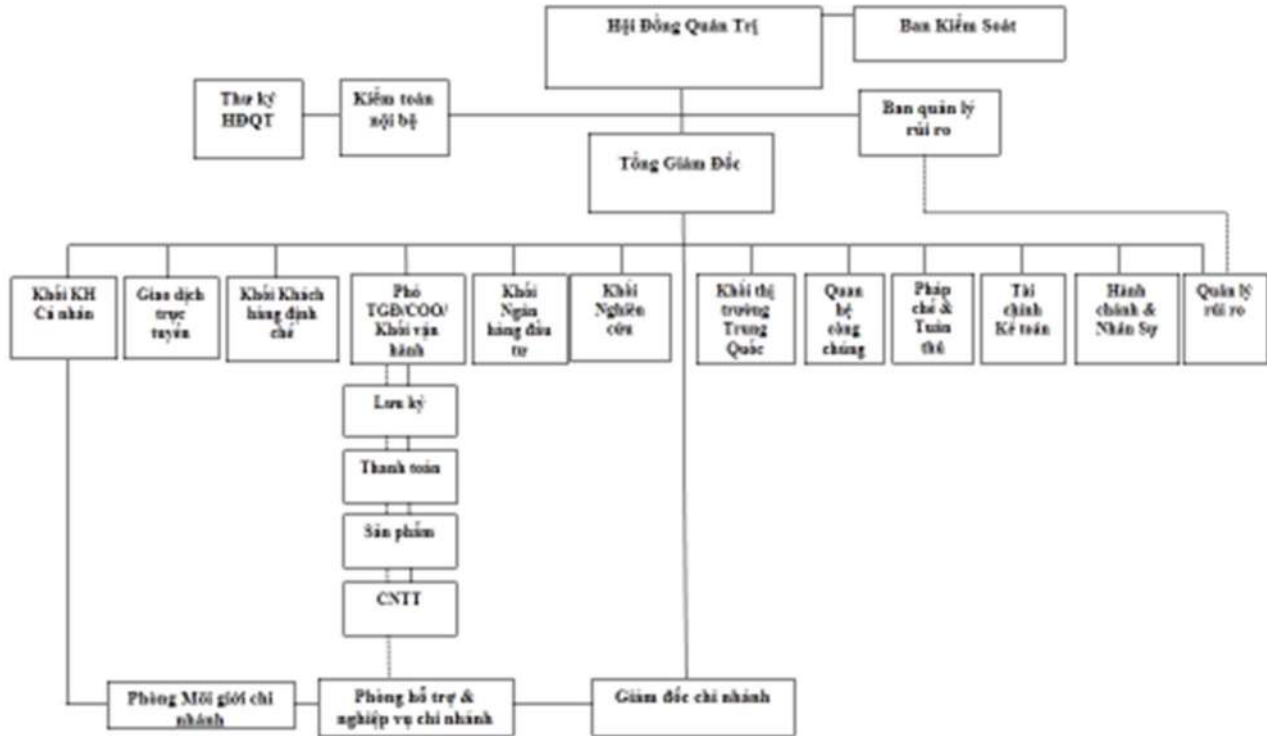 Hội Đồng Quản Trị
Ban Kiểm Soát
Thư ký
HĐQT
Kiểm toán
nội bộ
Ban quản lý
rủi ro
Tổng Giám Đốc
Khối KH
Cá nhân
Giao dịch
trực
tuyến
Khối Khách
hàng định
chế
Phó
TGĐ/COO/
Khối vận
hành
Khối
Ngân
hàng đầu
tư
Khối
Nghiên
cứu
Khối thị
trường
Trung
Quốc
Quan
hệ
công
chúng
Pháp
chế &
Tuân
thủ
Tài
chính
Kế toán
Hành
chánh &
Nhân Sự
Quản lý
rủi ro
Lưu ký
Thanh toán
Sản phẩm
CNTT
Phòng Môi giới chi
nhánh
Phòng hỗ trợ &
nghiệp vụ chi nhánh
Giám đốc chi nhánh